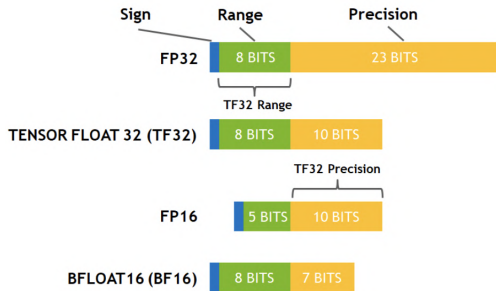 Sign Range Precision
FP32 8 BITS 23 BITS
TF32 Range
TENSOR FLOAT 32 (TF32) 8 BITS 10 BITS
TF32 Precision
FP16 5 BITS 10 BITS
BFLOAT16 (BF16) 8 BITS 7 BITS